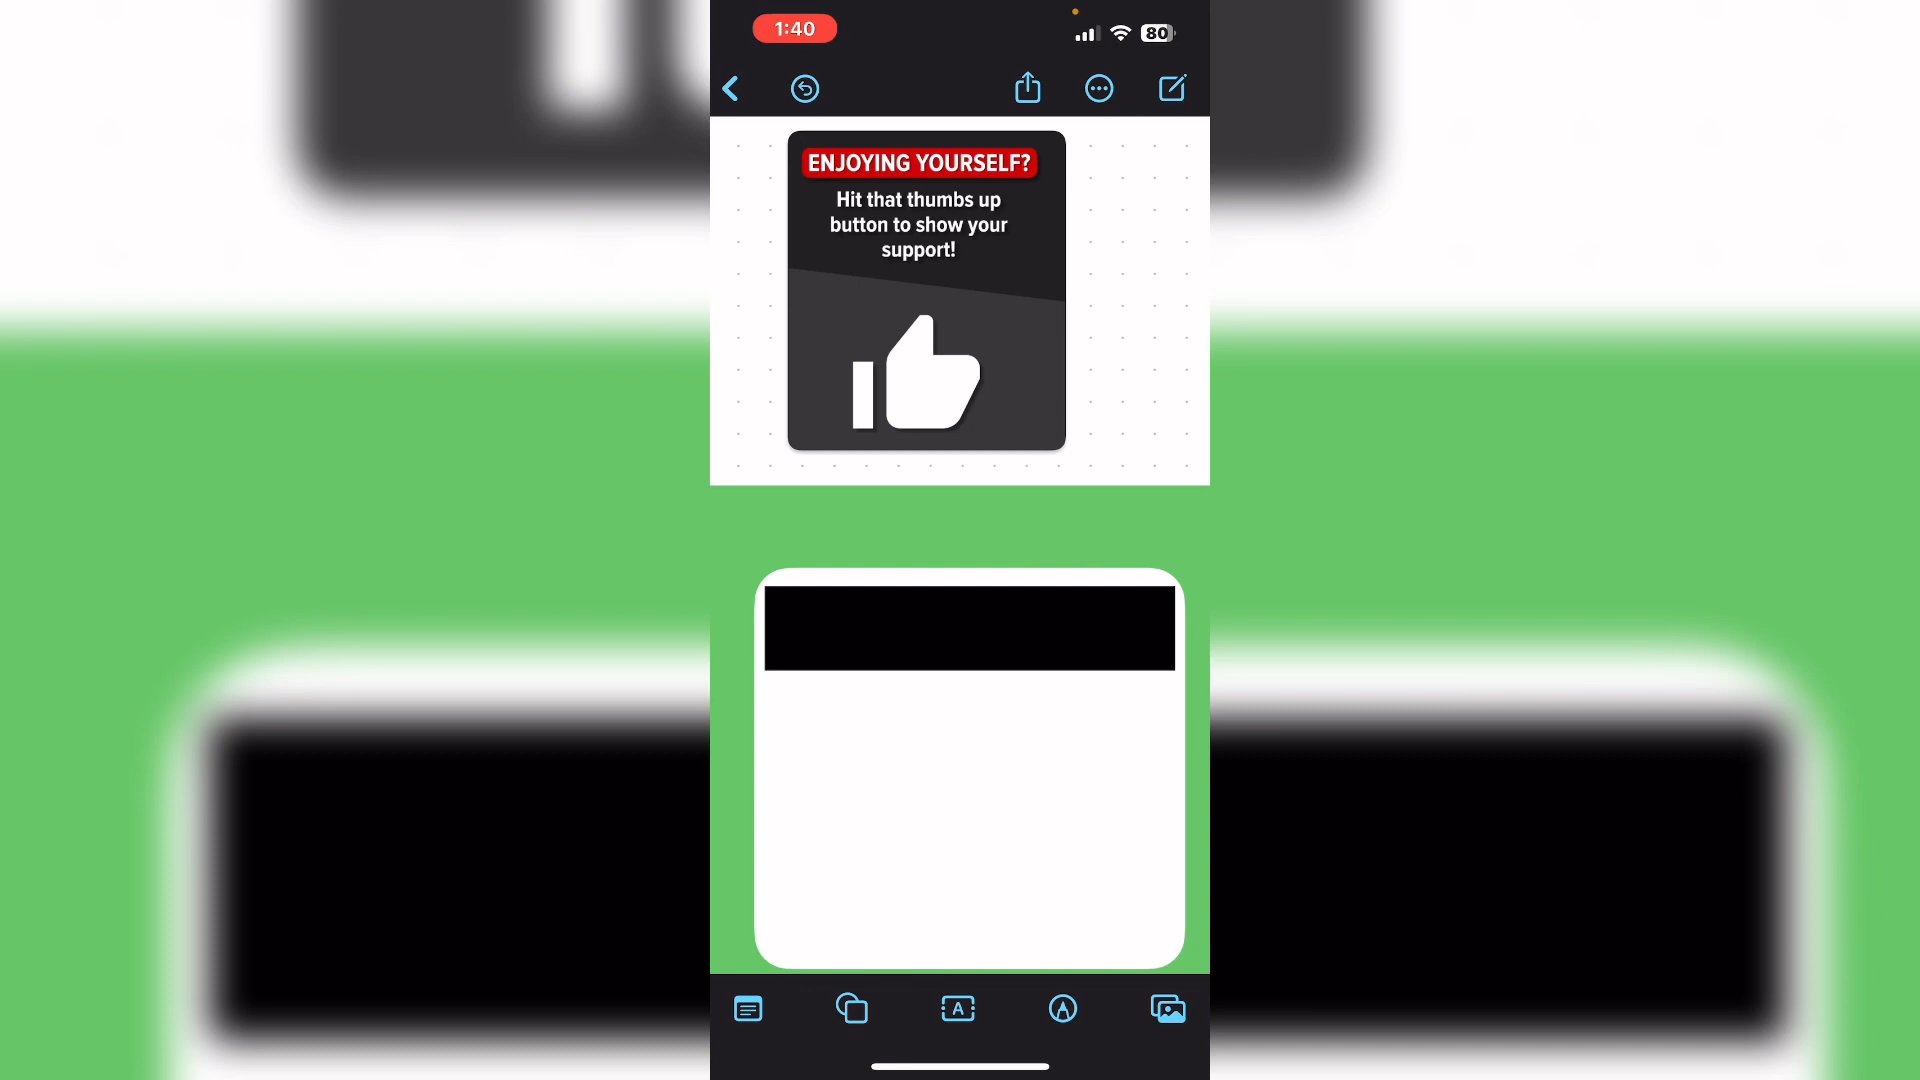 1:40
80
ENJOYING YOURSELF?
Hit that thumbs up
button to show your
support!
A